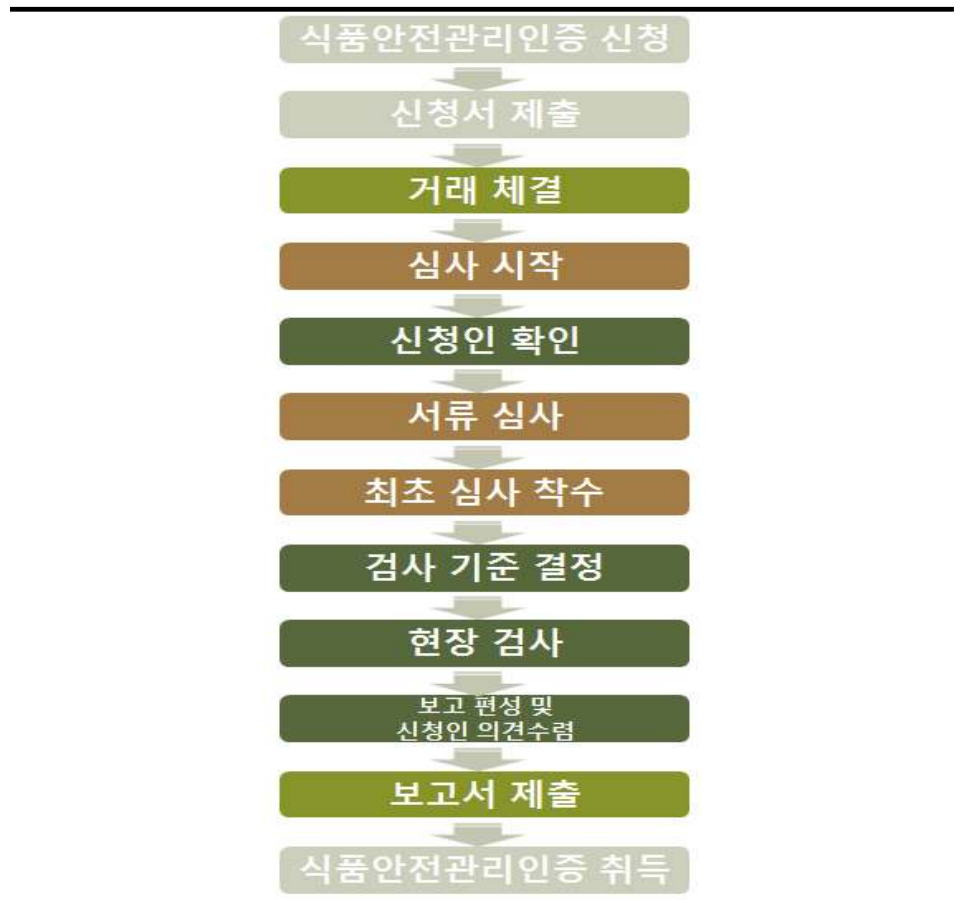 식품안전관리인증 신청
신청서 제출
거래 체결
심사 시작
신청인 확인
서류 심사
최초 심사 착수
검사 기준 결정
현장 검사
보고 편성 및
신청인 의견수렴
보고서 제출
식품안전관리인증 취득